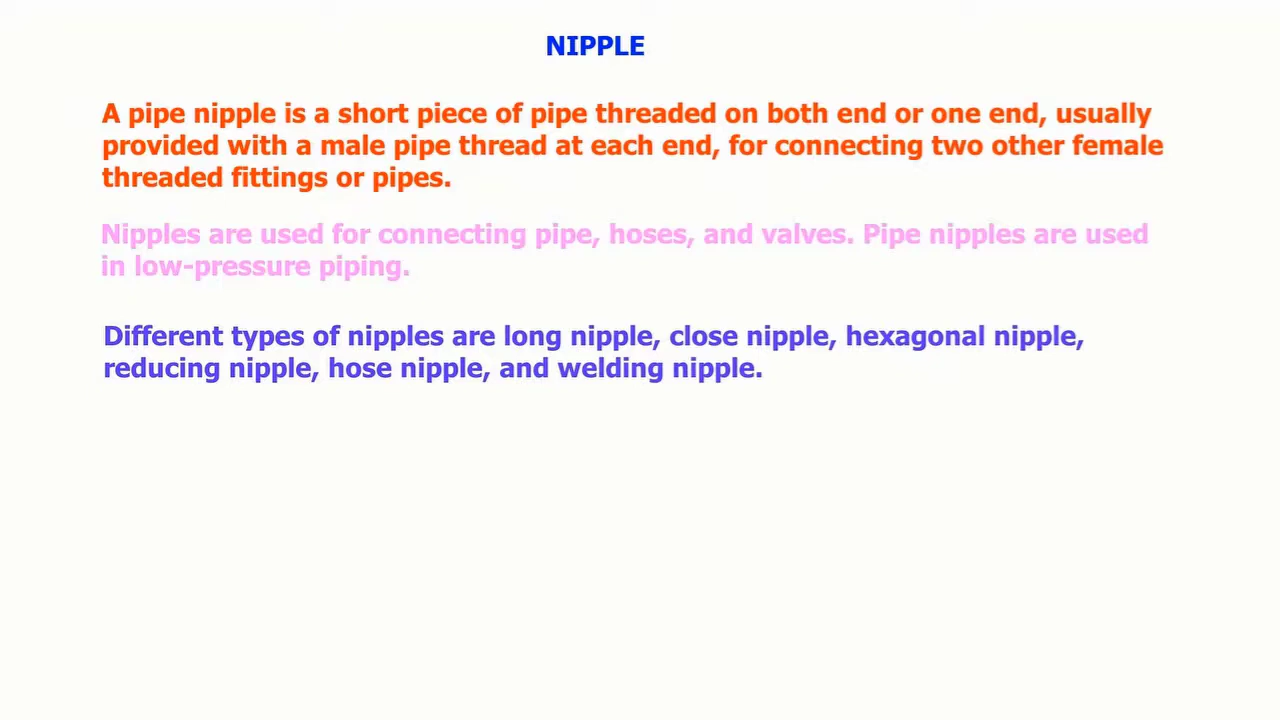 NIPPLE
A pipe nipple is a short piece of pipe threaded on both end or one end, usually
provided with a male pipe thread at each end, for connecting two other female
threaded fittings or pipes.
Nipples are used for connecting pipe, hoses, and valves. Pipe nipples are used
in low-pressure piping.
Different types of nipples are long nipple, close nipple, hexagonal nipple,
reducing nipple, hose nipple, and welding nipple.